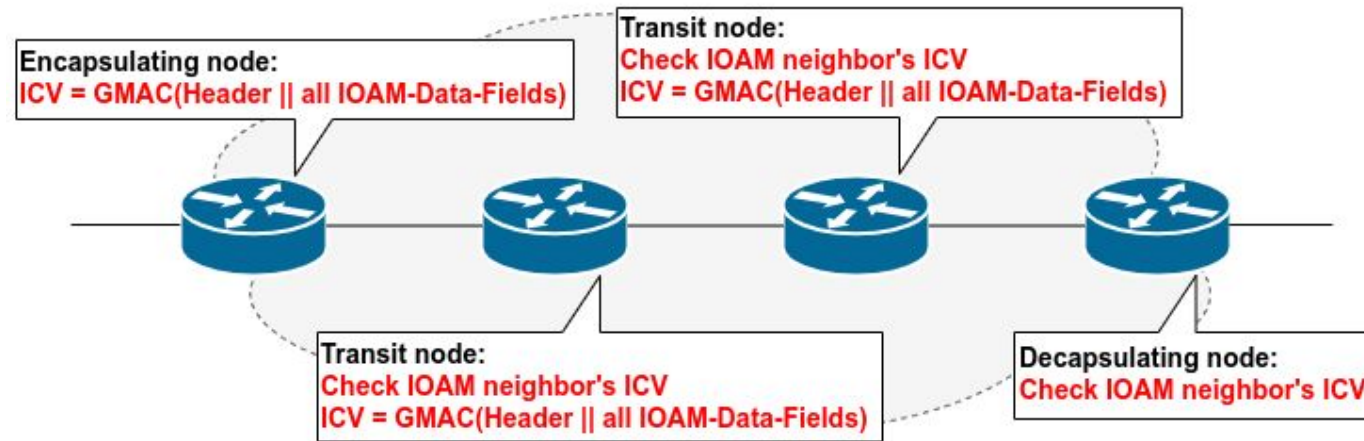 Encapsulating node:
ICV = GMAC(Header || all IOAM-Data-Fields)
Transit node:
Check IOAM neighbor's ICV
ICV = GMAC(Header || all IOAM-Data-Fields)
Transit node:
Check IOAM neighbor's ICV
ICV = GMAC(Header || all IOAM-Data-Fields)
Decapsulating node:
Check IOAM neighbor's ICV